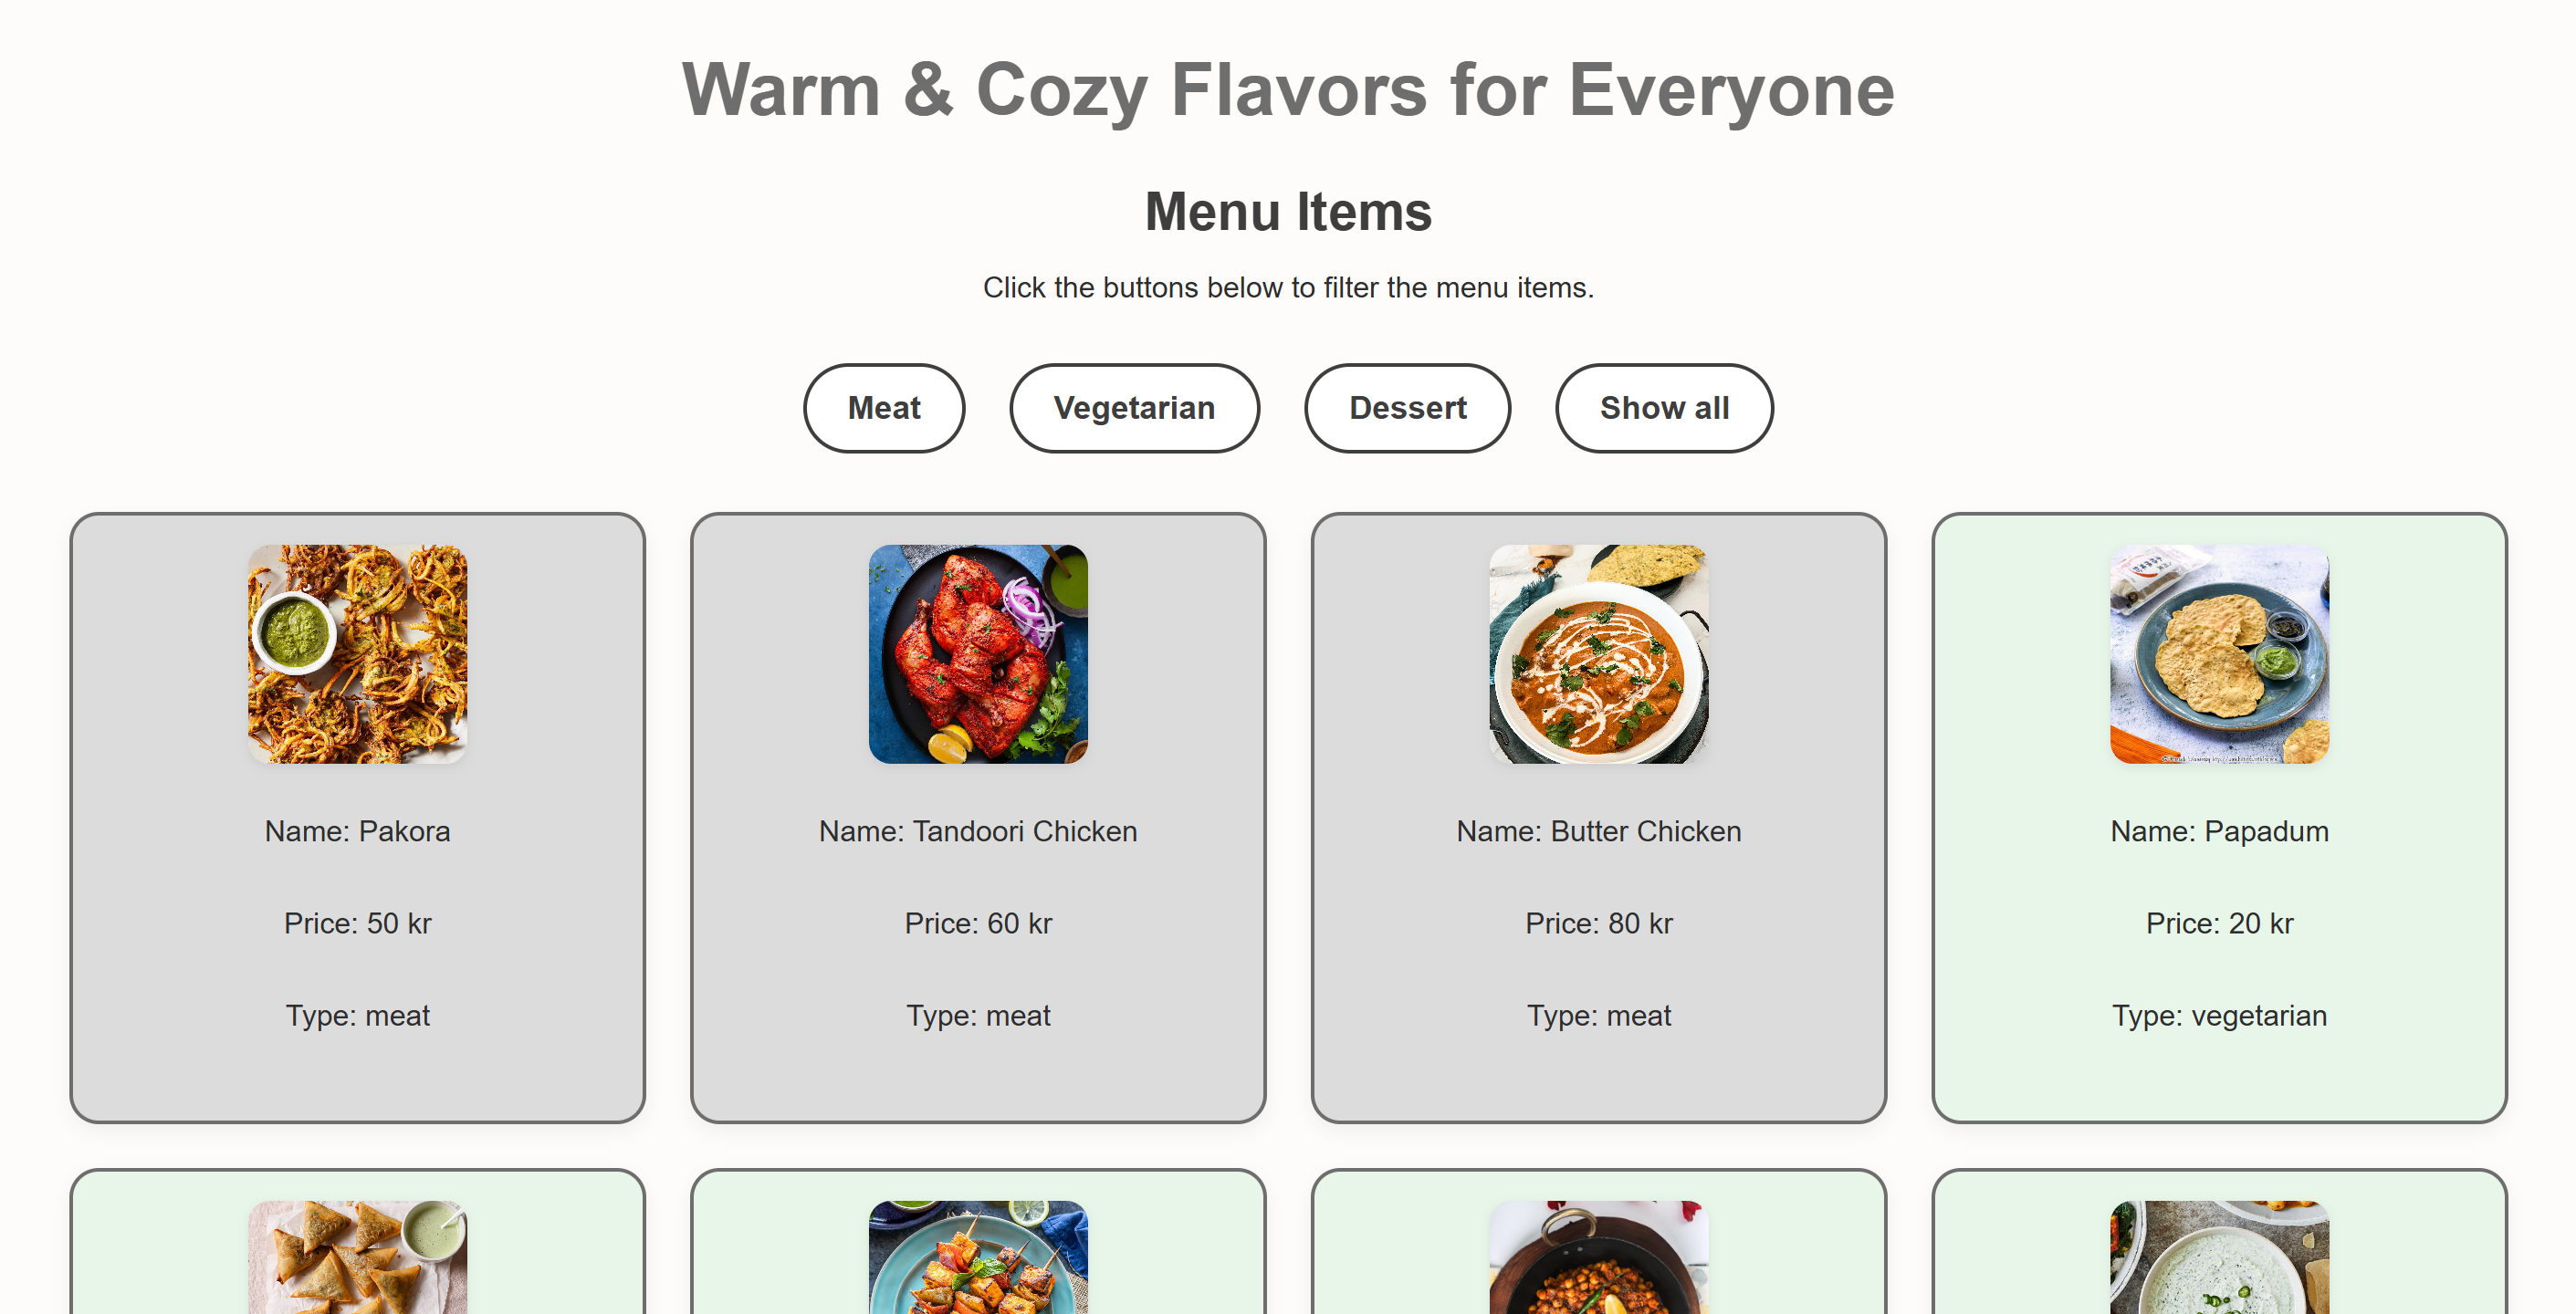 Warm & Cozy Flavors for Everyone
Menu Items
Click the buttons below to filter the menu items.
Meat
Vegetarian
Dessert
Show all
Name: Pakora
Price: 50 kr
Type: meat
Name: Tandoori Chicken
Price: 60 kr
Type: meat
Name: Butter Chicken
Price: 80 kr
Type: meat
Name: Papadum
Price: 20 kr
Type: vegetarian